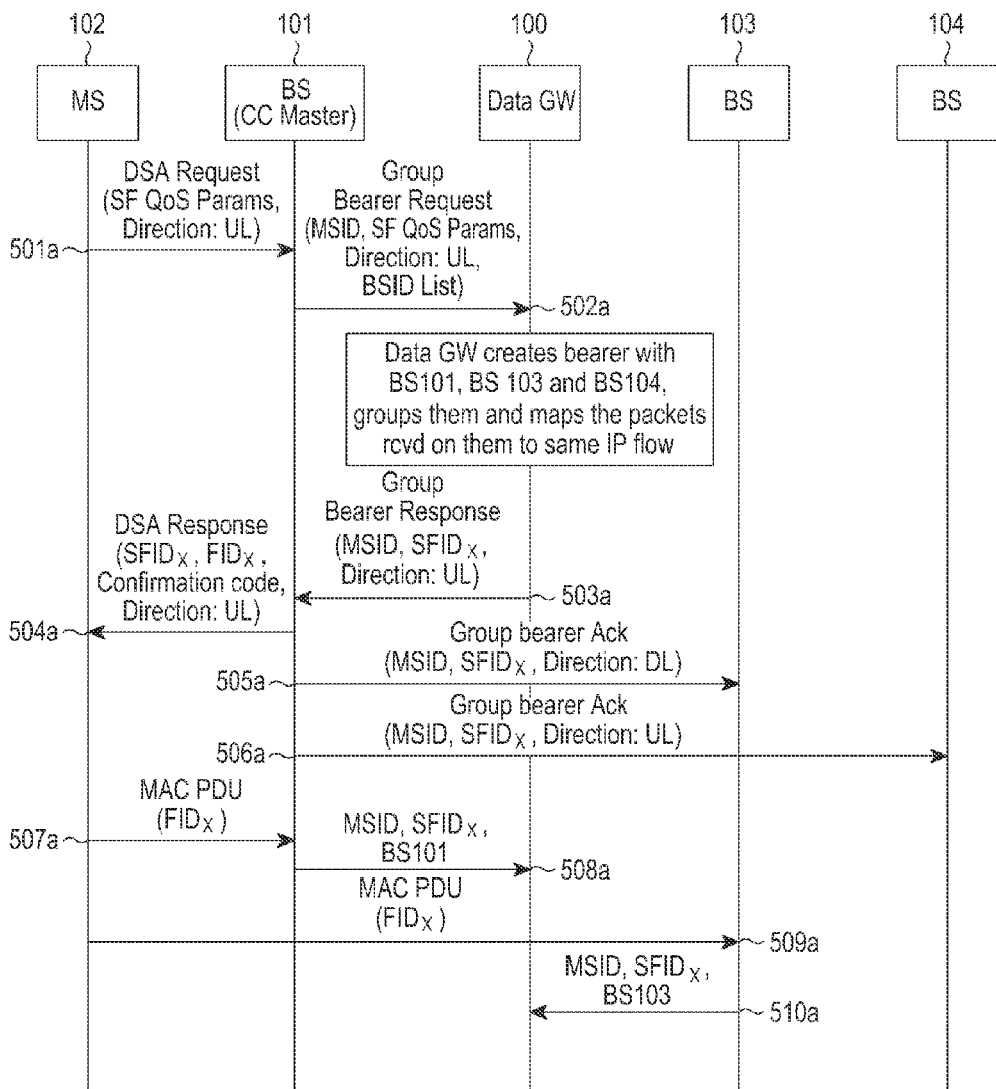 102
101
100
103
104
MS
BS
(CC Master)
Data GW
BS
BS
DSA Request
(SF QoS Params,
Direction: UL)
501a
Group
Bearer Request
(MSID, SF QoS Params,
Direction: UL,
BSID List)
502a
Data GW creates bearer with
BS101, BS 103 and BS104,
groups them and maps the packets
rcvd on them to same IP flow
Group
Bearer Response
(MSID, SFIDX,
Direction: UL)
503a
DSA Response
(SFIDX, FIDX,
Confirmation code,
Direction: UL)
504a
Group bearer Ack
(MSID, SFIDX, Direction: DL)
505a
Group bearer Ack
(MSID, SFIDX, Direction: UL)
506a
MAC PDU
(FIDX)
507a
MSID, SFIDX,
BS101
508a
MAC PDU
(FIDX)
509a
MSID, SFIDX,
BS103
510a